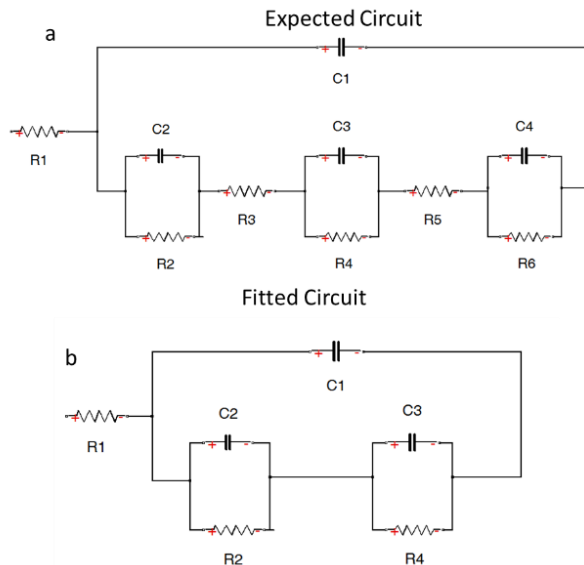 Expected Circuit
a
+ -
C1
+ -
R1
C2
+ -
C3
+ -
C4
+ -
+ -
R3
+ -
R5
+ -
R2
+ -
R4
+ -
R6
Fitted Circuit
b
+ -
C1
+ -
R1
C2
+ -
C3
+ -
+ -
R2
+ -
R4